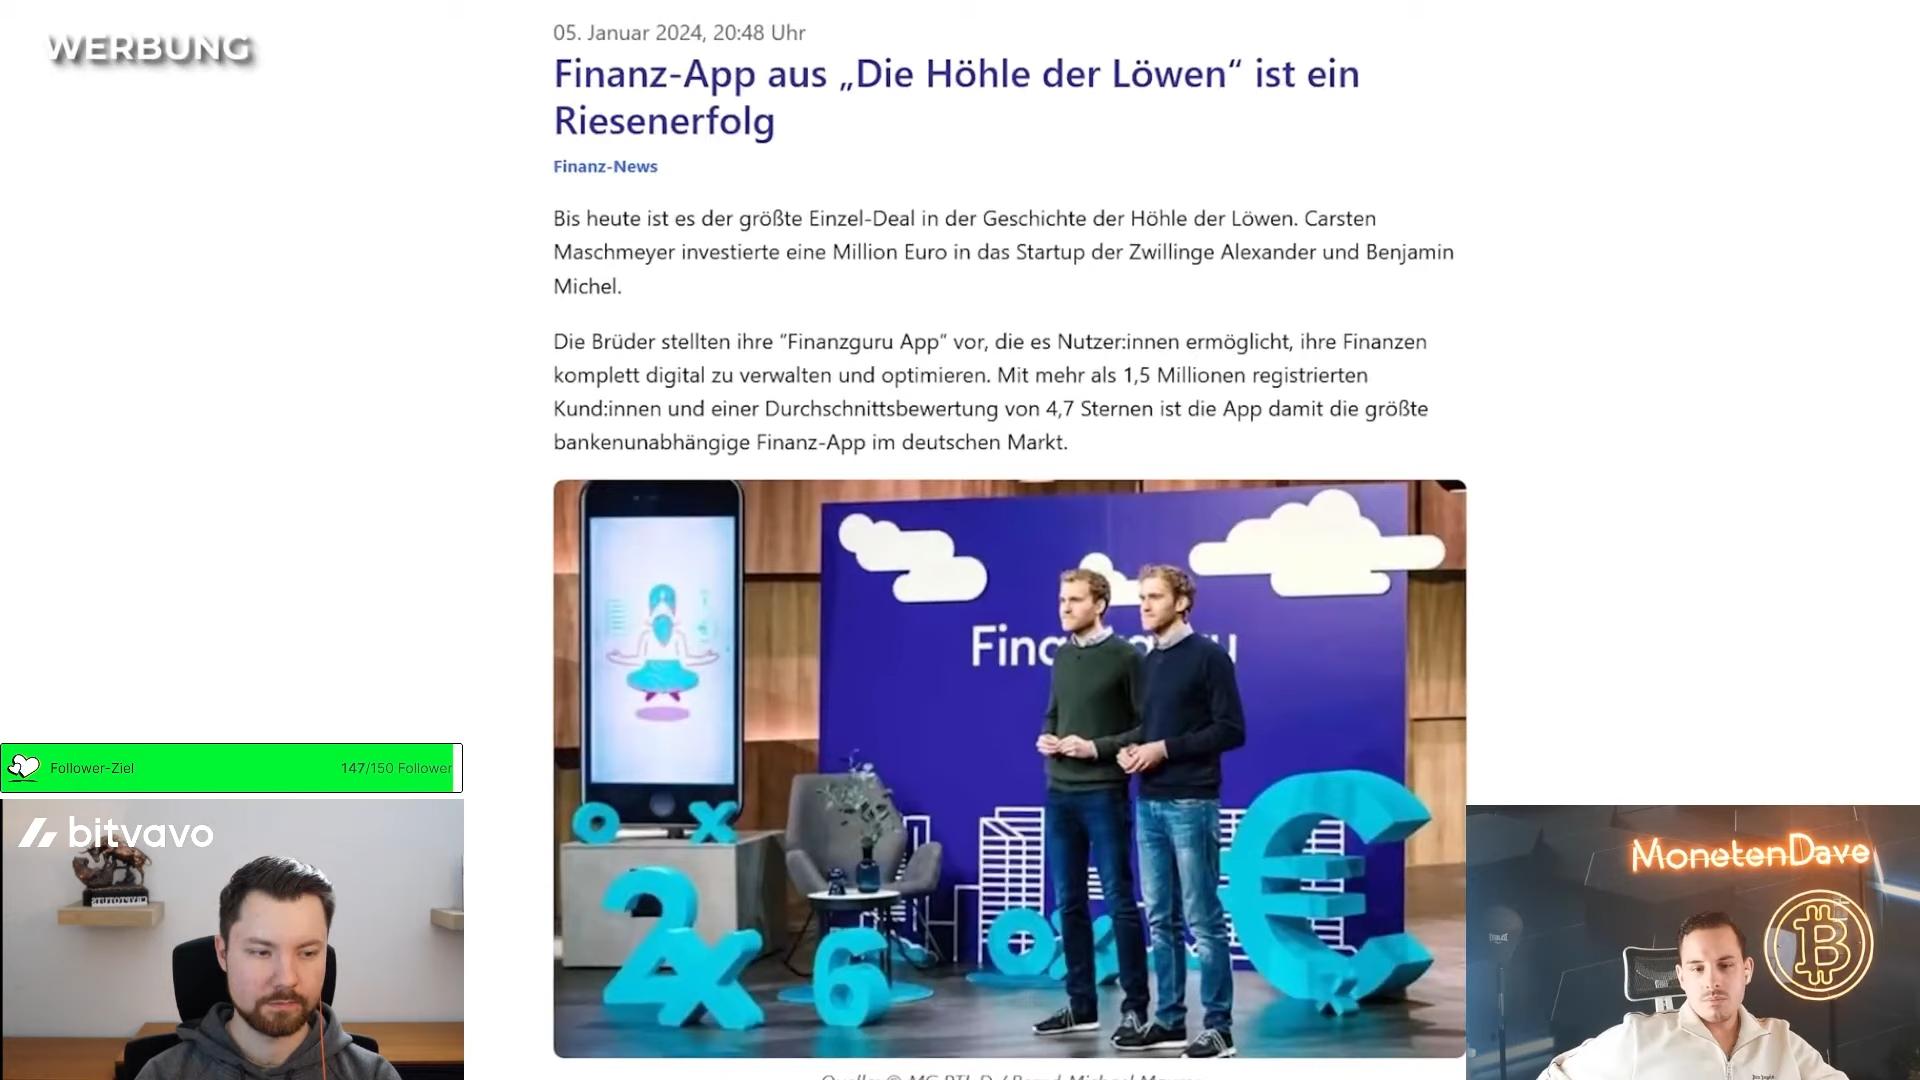 WERBUNG
05. Januar 2024, 20:48 Uhr
Finanz-App aus „Die Höhle der Löwen“ ist ein
Riesenerfolg
Finanz-News
Bis heute ist es der größte Einzel-Deal in der Geschichte der Höhle der Löwen. Carsten
Maschmeyer investierte eine Million Euro in das Startup der Zwillinge Alexander und Benjamin
Michel.
Die Brüder stellten ihre “Finanzguru App” vor, die es Nutzer:innen ermöglicht, ihre Finanzen
komplett digital zu verwalten und optimieren. Mit mehr als 1,5 Millionen registrierten
Kund:innen und einer Durchschnittsbewertung von 4,7 Sternen ist die App damit die größte
bankenunabhängige Finanz-App im deutschen Markt.
Follower-Ziel 147/150 Follower
bitvavo
MonetenDave